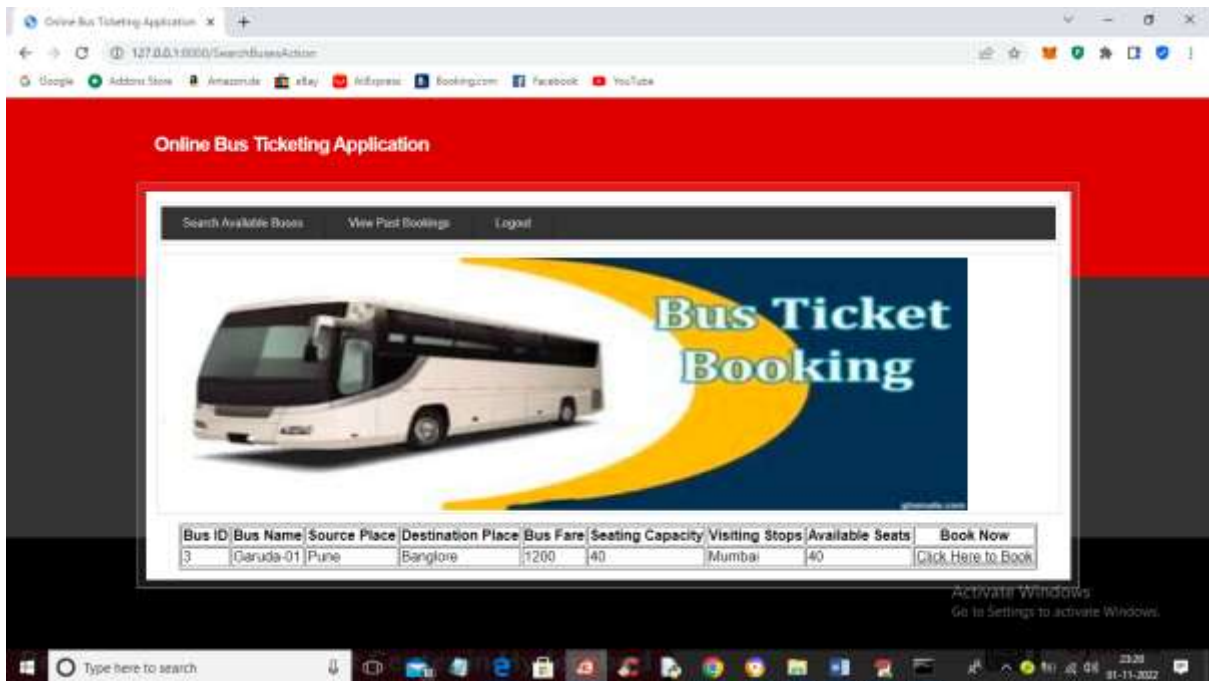 Online Bus Ticketing Application
127.0.0.1:8000/SearchBusesAction
Google Addons Store Amazon.de eBay AliExpress Booking.com Facebook YouTube
Online Bus Ticketing Application
Search Available Buses View Past Bookings Logout
Bus Ticket
Booking
Bus ID Bus Name Source Place Destination Place Bus Fare Seating Capacity Visiting Stops Available Seats Book Now
3 Garuda-01 Pune Banglore 1200 40 Mumbai 40 Click Here to Book
Activate Windows
Go to Settings to activate Windows.
Type here to search
23:20
01-11-2022